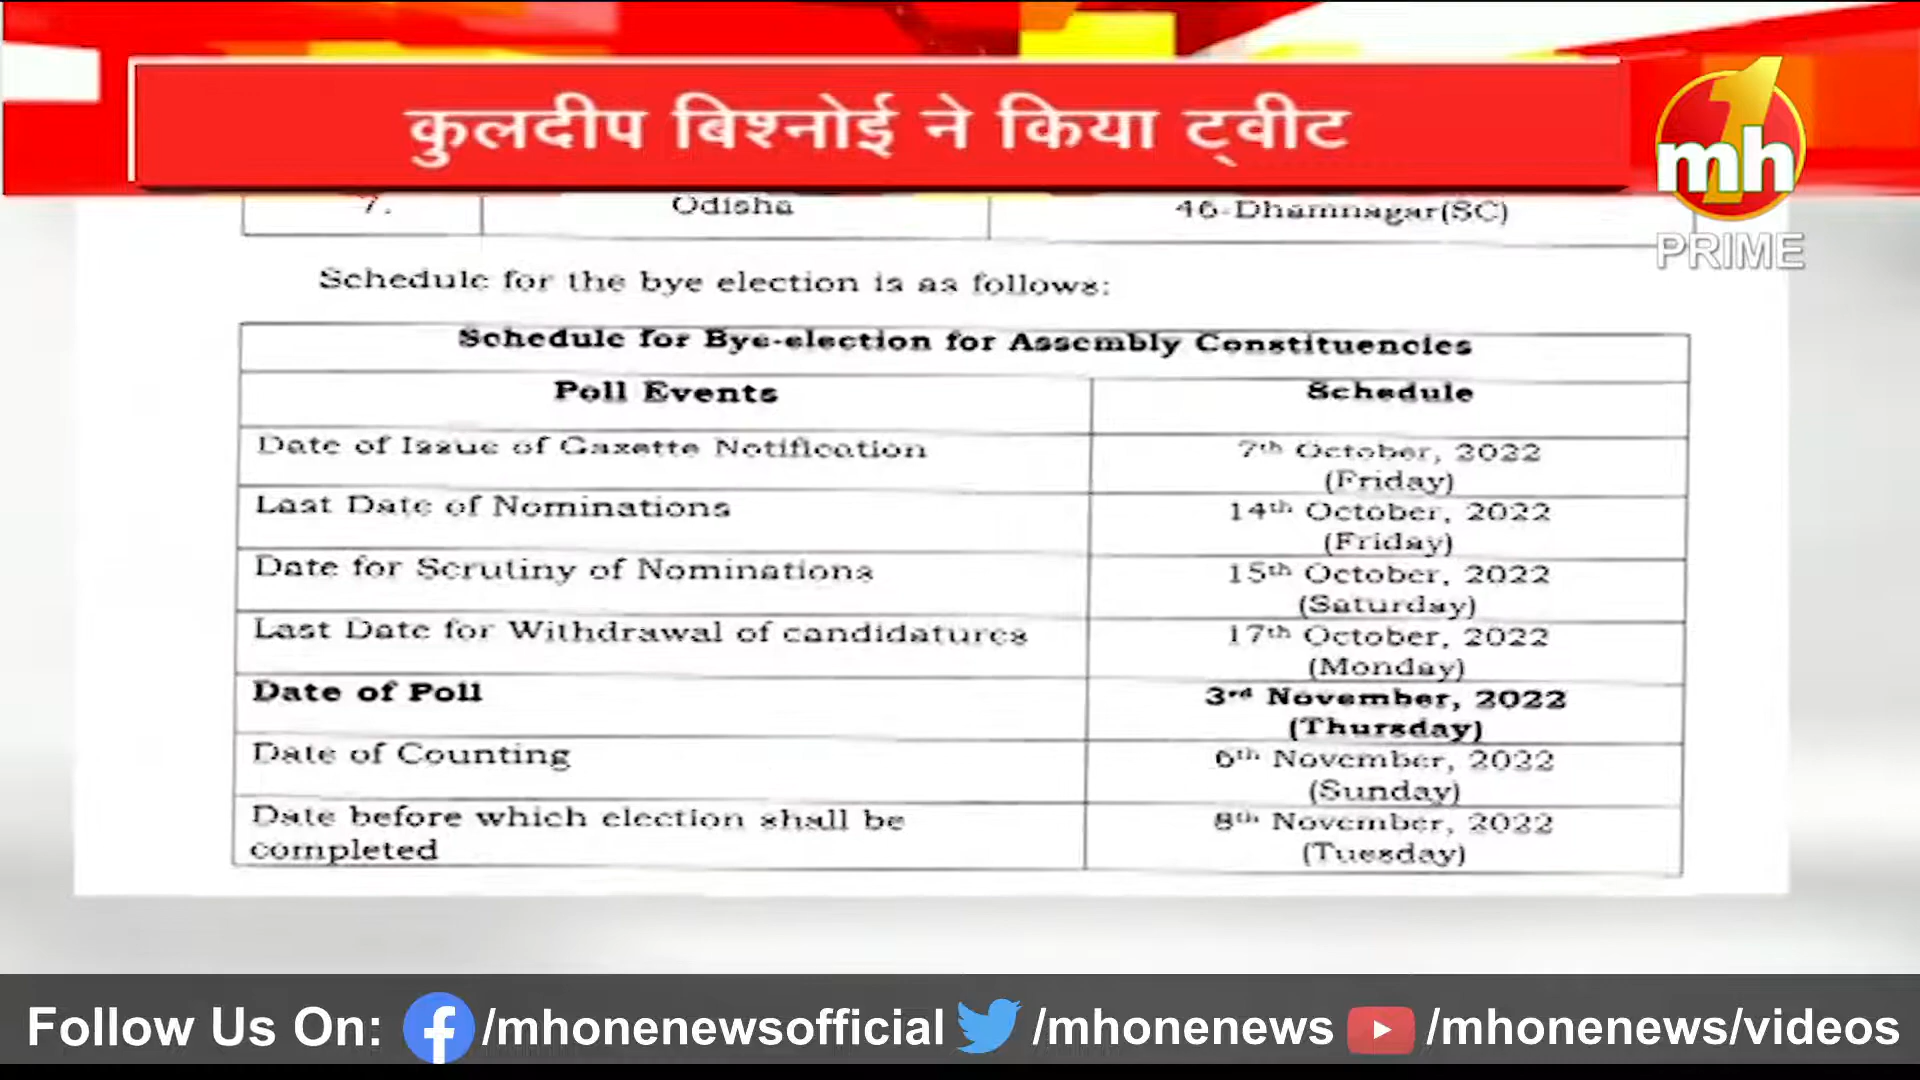 कुलदीप बिश्नोई ने किया ट्वीट
1
mh
PRIME
7. Odisha 46-Dhamnagar(SC)
Schedule for the bye election is as follows:
Schedule for Bye-election for Assembly Constituencies
Poll Events Schedule
Date of Issue of Gazette Notification 7th October, 2022
(Friday)
Last Date of Nominations 14th October, 2022
(Friday)
Date for Scrutiny of Nominations 15th October, 2022
(Saturday)
Last Date for Withdrawal of candidatures 17th October, 2022
(Monday)
Date of Poll 3rd November, 2022
(Thursday)
Date of Counting 6th November, 2022
(Sunday)
Date before which election shall be 8th November, 2022
completed (Tuesday)
Follow Us On: /mhonenewsofficial /mhonenews /mhonenews/videos